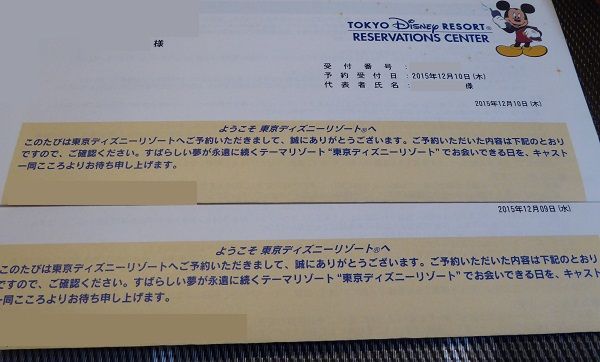 TOKYO Disney RESORT®
RESERVATIONS CENTER
様
受付番号：
予約受付日：2015年12月10日(木)
代表者氏名： 様
2015年12月10日(木)
ようこそ 東京ディズニーリゾート®へ
このたびは東京ディズニーリゾートへご予約いただきまして、誠にありがとうございます。ご予約いただいた内容は下記のとおり
ですので、ご確認ください。すばらしい夢が永遠に続くテーマリゾート“東京ディズニーリゾート”でお会いできる日を、キャスト
一同こころよりお待ち申し上げます。
2015年12月09日(水)
ようこそ 東京ディズニーリゾート®へ
このたびは東京ディズニーリゾートへご予約いただきまして、誠にありがとうございます。ご予約いただいた内容は下記のとおり
ですので、ご確認ください。すばらしい夢が永遠に続くテーマリゾート“東京ディズニーリゾート”でお会いできる日を、キャスト
一同こころよりお待ち申し上げます。